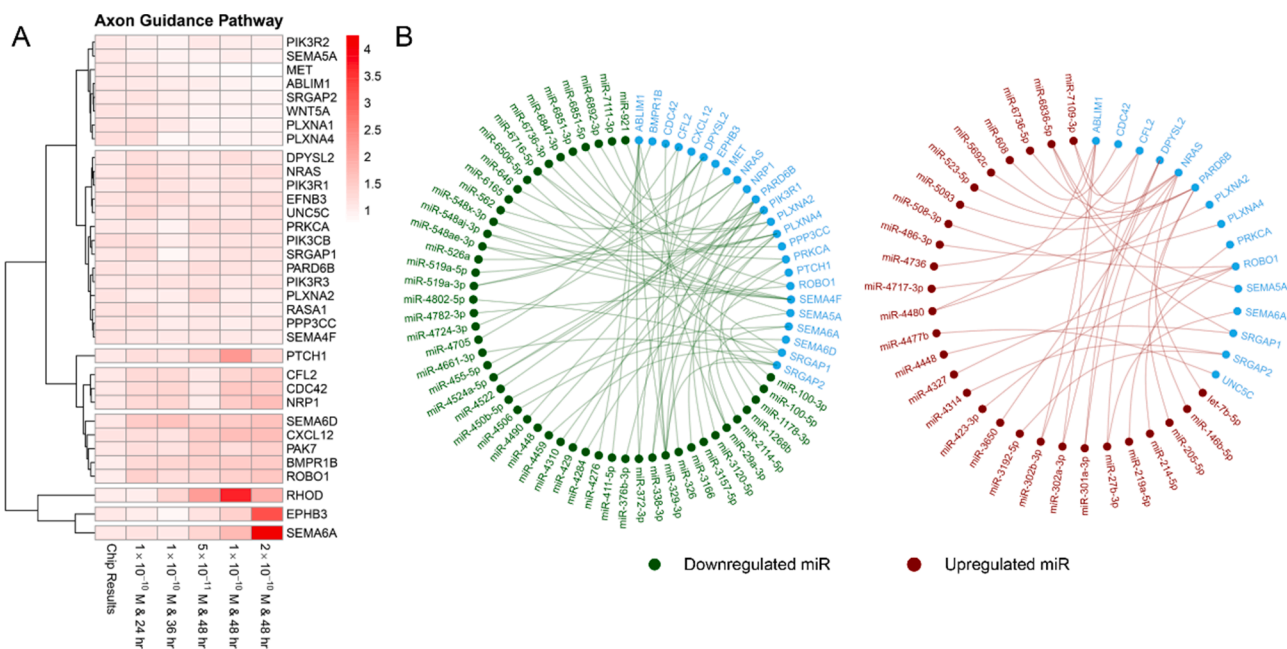 A
Axon Guidance Pathway
PIK3R2
SEMA5A
MET
ABLIM1
SRGAP2
WNT5A
PLXNA1
PLXNA4
DPYSL2
NRAS
PIK3R1
EFNB3
UNC5C
PRKCA
PIK3CB
SRGAP1
PARD6B
PIK3R3
PLXNA2
RASA1
PPP3CC
SEMA4F
PTCH1
CFL2
CDC42
NRP1
SEMA6D
CXCL12
PAK7
BMPR1B
ROBO1
RHOD
EPHB3
SEMA6A
4
3.5
3
2.5
2
1.5
1
Chip Results
1×10⁻¹⁰ M & 24 hr
1×10⁻¹⁰ M & 36 hr
5×10⁻¹¹ M & 48 hr
1×10⁻¹⁰ M & 48 hr
2×10⁻¹⁰ M & 48 hr
B
ABLIM1
BMPR1B
CDC42
CFL2
CXCL12
DPYSL2
EPHB3
MET
NRAS
NRP1
PARD6B
PIK3R1
PLXNA2
PLXNA4
PPP3CC
PRKCA
PTCH1
ROBO1
SEMA4F
SEMA5A
SEMA6A
SEMA6D
SRGAP1
SRGAP2
miR-100-3p
miR-100-5p
miR-1178-3p
miR-1268b
miR-2114-5p
miR-29a-3p
miR-3120-5p
miR-3157-5p
miR-3166
miR-326
miR-329-3p
miR-338-3p
miR-372-3p
miR-376b-3p
miR-411-5p
miR-4276
miR-4284
miR-429
miR-4310
miR-4459
miR-448
miR-4490
miR-4506
miR-450b-5p
miR-4522
miR-4524a-5p
miR-455-5p
miR-4661-3p
miR-4705
miR-4724-3p
miR-4782-3p
miR-4802-5p
miR-519a-3p
miR-519a-5p
miR-526a
miR-548ae-3p
miR-548aj-3p
miR-548x-3p
miR-562
miR-6165
miR-646
miR-6506-5p
miR-6716-5p
miR-6736-3p
miR-6847-3p
miR-6851-3p
miR-6851-5p
miR-6892-3p
miR-7111-3p
miR-921
ABLIM1
CDC42
CFL2
DPYSL2
NRAS
PARD6B
PLXNA2
PLXNA4
PRKCA
ROBO1
SEMA5A
SEMA6A
SRGAP1
SRGAP2
UNC5C
let-7b-5p
miR-148b-5p
miR-205-5p
miR-214-5p
miR-219a-5p
miR-27b-3p
miR-301a-3p
miR-302a-3p
miR-302b-3p
miR-3192-5p
miR-3650
miR-423-3p
miR-4314
miR-4327
miR-4448
miR-4477b
miR-4480
miR-4717-3p
miR-4736
miR-486-3p
miR-508-3p
miR-5093
miR-523-5p
miR-5692c
miR-608
miR-6736-5p
miR-6836-5p
miR-7109-3p
Downregulated miR
Upregulated miR